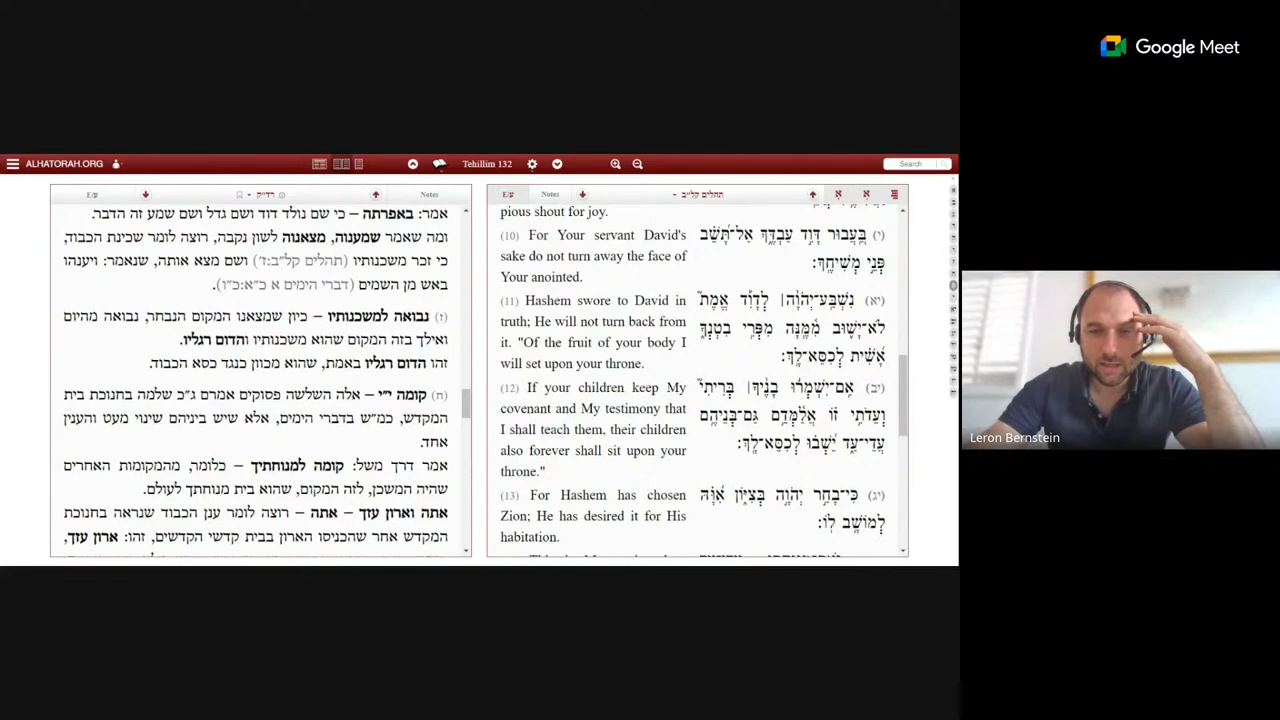 Google Meet
ALHATORAH.ORG
Tehillim 132
Search
ע/E
רד״ק
Notes
אמר: באפרתה – כי שם נולד דוד ושם גדל ושם שמע זה הדבר.
ומה שאמר שמענוה, מצאנוה לשון נקבה, רוצה לומר שכינת הכבוד,
כי זכר משכנותיו (תהלים קל״ב:ז׳) ושם מצא אותה, שנאמר: ויענהו
באש מן השמים (דברי הימים א כ״א:כ״ו).
(ז) נבואה למשכנותיו – כיון שמצאנו המקום הנבחר, נבואה מהיום
ואילך בזה המקום שהוא משכנותיו והדום רגליו.
זהו הדום רגליו באמת, שהוא מכוון כנגד כסא הכבוד.
(ח) קומה י״י – אלה השלשה פסוקים אמרם ג״כ שלמה בחנוכת בית
המקדש, כמ״ש בדברי הימים, אלא שיש ביניהם שינוי מעט והענין
אחד.
אמר דרך משל: קומה למנוחתיך – כלומר, מהמקומות האחרים
שהיה המשכן, לזה המקום, שהוא בית מנוחתך לעולם.
אתה וארון עזך – אתה – רוצה לומר ענן הכבוד שנראה בחנוכת
המקדש אחר שהכניסו הארון בבית קדשי הקדשים, זהו: ארון עזך,
ע/E
Notes
תהלים קל״ב
pious shout for joy.
(10) For Your servant David's
sake do not turn away the face of
Your anointed.
(11) Hashem swore to David in
truth; He will not turn back from
it. "Of the fruit of your body I
will set upon your throne.
(12) If your children keep My
covenant and My testimony that
I shall teach them, their children
also forever shall sit upon your
throne."
(13) For Hashem has chosen
Zion; He has desired it for His
habitation.
(י) בַּעֲבוּר דָּוִד עַבְדֶּךָ אַל־תָּשֵׁב
פְּנֵי מְשִׁיחֶךָ:
(יא) נִשְׁבַּע־יְהֹוָה׀ לְדָוִד אֱמֶת
לֹא־יָשׁוּב מִמֶּנָּה מִפְּרִי בִטְנְךָ
אָשִׁית לְכִסֵּא־לָךְ:
(יב) אִם־יִשְׁמְרוּ בָנֶיךָ׀ בְּרִיתִי
וְעֵדֹתִי זוֹ אֲלַמְּדֵם גַּם־בְּנֵיהֶם
עֲדֵי־עַד יֵשְׁבוּ לְכִסֵּא־לָךְ:
(יג) כִּי־בָחַר יְהֹוָה בְּצִיּוֹן אִוָּהּ
לְמוֹשָׁב לוֹ:
Leron Bernstein